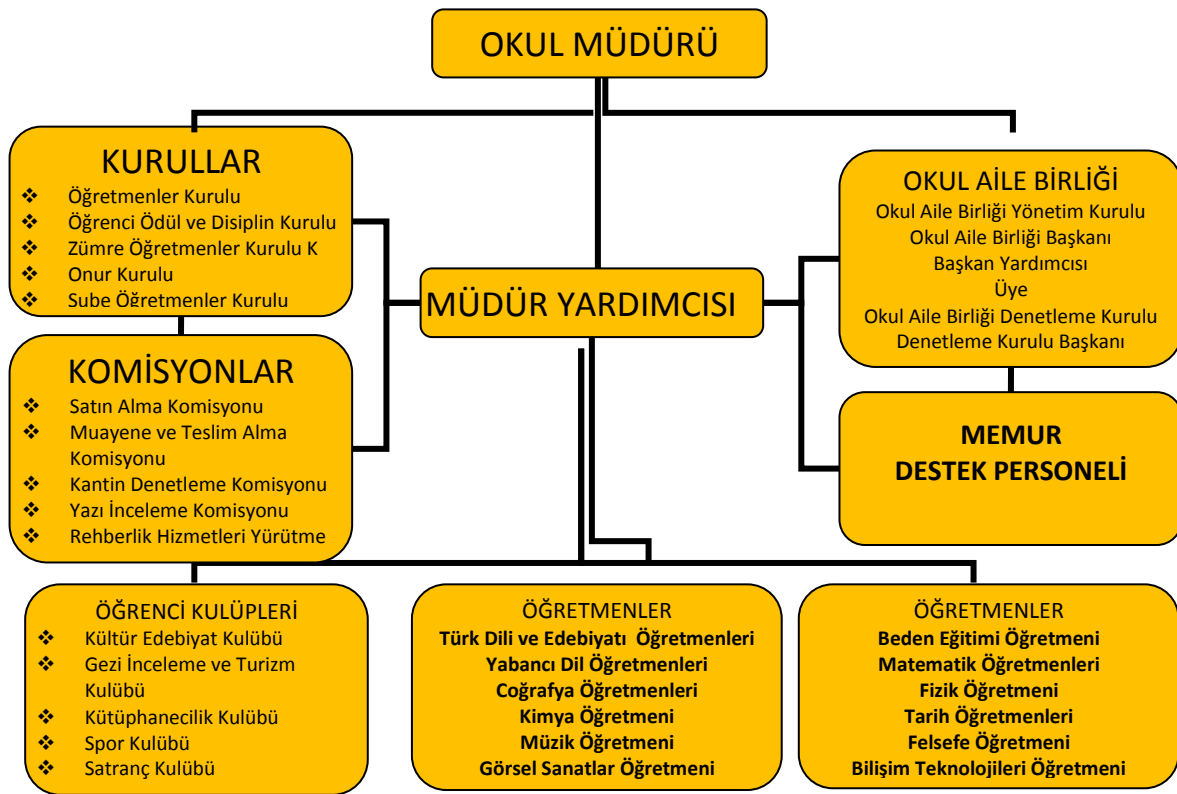 OKUL MÜDÜRÜ
KURULLAR
❖ Öğretmenler Kurulu
❖ Öğrenci Ödül ve Disiplin Kurulu
❖ Zümre Öğretmenler Kurulu K
❖ Onur Kurulu
❖ Sube Öğretmenler Kurulu
OKUL AİLE BİRLİĞİ
Okul Aile Birliği Yönetim Kurulu
Okul Aile Birliği Başkanı
Başkan Yardımcısı
Üye
Okul Aile Birliği Denetleme Kurulu
Denetleme Kurulu Başkanı
MÜDÜR YARDIMCISI
KOMİSYONLAR
❖ Satın Alma Komisyonu
❖ Muayene ve Teslim Alma
Komisyonu
❖ Kantin Denetleme Komisyonu
❖ Yazı İnceleme Komisyonu
❖ Rehberlik Hizmetleri Yürütme
MEMUR
DESTEK PERSONELİ
ÖĞRENCİ KULÜPLERİ
❖ Kültür Edebiyat Kulübü
❖ Gezi İnceleme ve Turizm
Kulübü
❖ Kütüphanecilik Kulübü
❖ Spor Kulübü
❖ Satranç Kulübü
ÖĞRETMENLER
Türk Dili ve Edebiyatı Öğretmenleri
Yabancı Dil Öğretmenleri
Coğrafya Öğretmenleri
Kimya Öğretmeni
Müzik Öğretmeni
Görsel Sanatlar Öğretmeni
ÖĞRETMENLER
Beden Eğitimi Öğretmeni
Matematik Öğretmenleri
Fizik Öğretmeni
Tarih Öğretmenleri
Felsefe Öğretmeni
Bilişim Teknolojileri Öğretmeni